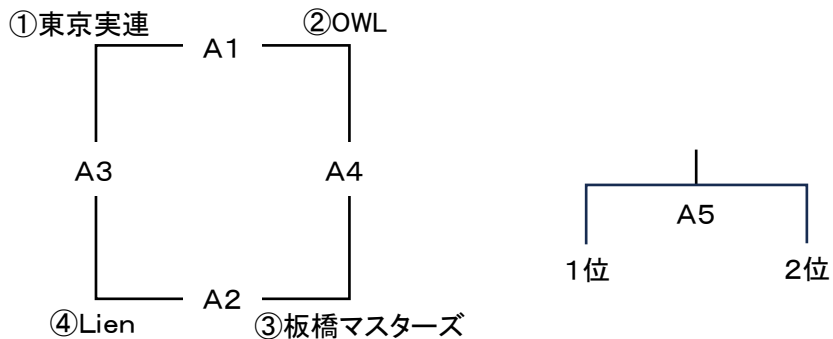 ①東京実連
②OWL
A1
A3
A4
A2
④Lien
③板橋マスターズ
A5
1位
2位